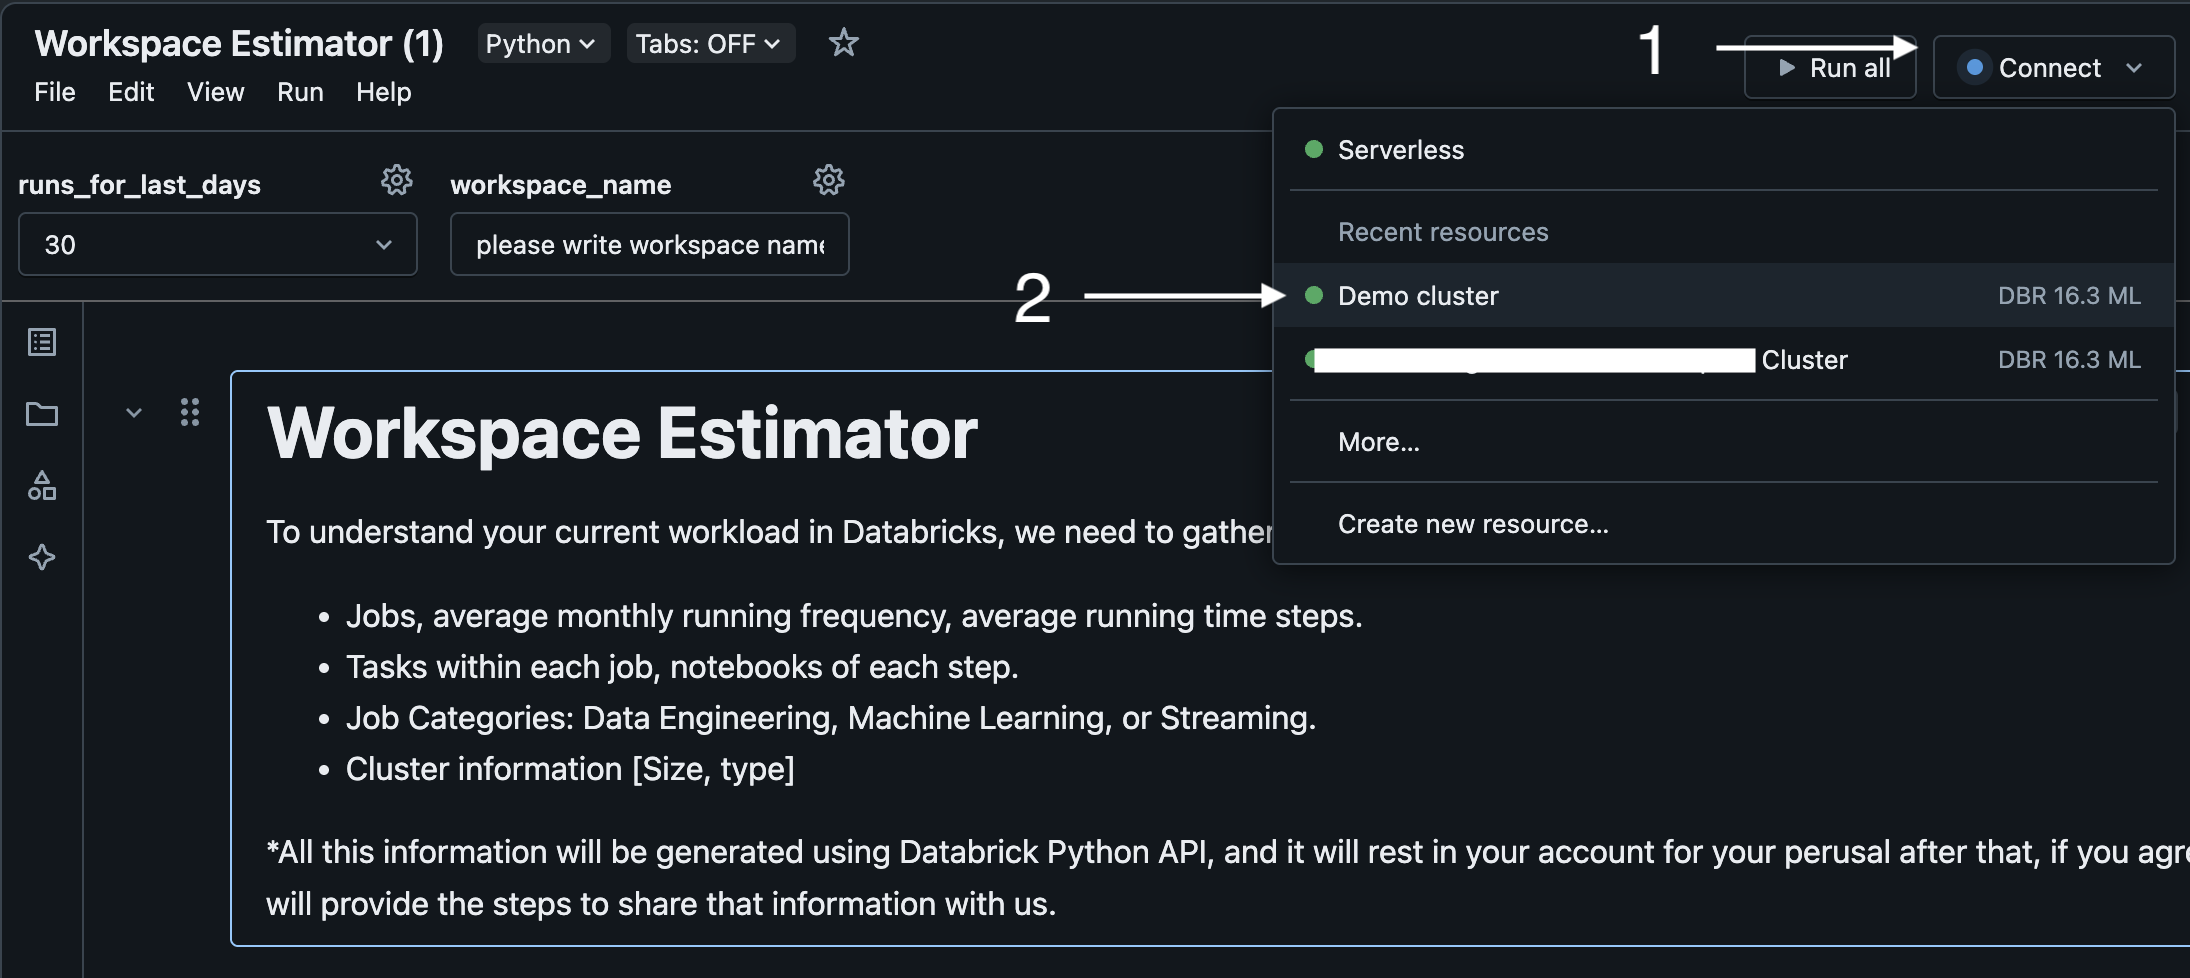 Workspace Estimator (1)
Python
Tabs: OFF
File Edit View Run Help
1
Run all
Connect
runs_for_last_days
30
workspace_name
please write workspace name
Serverless
Recent resources
2
Demo cluster DBR 16.3 ML
Cluster DBR 16.3 ML
More...
Create new resource...
Workspace Estimator
To understand your current workload in Databricks, we need to gather
• Jobs, average monthly running frequency, average running time steps.
• Tasks within each job, notebooks of each step.
• Job Categories: Data Engineering, Machine Learning, or Streaming.
• Cluster information [Size, type]
*All this information will be generated using Databrick Python API, and it will rest in your account for your perusal after that, if you
will provide the steps to share that information with us.